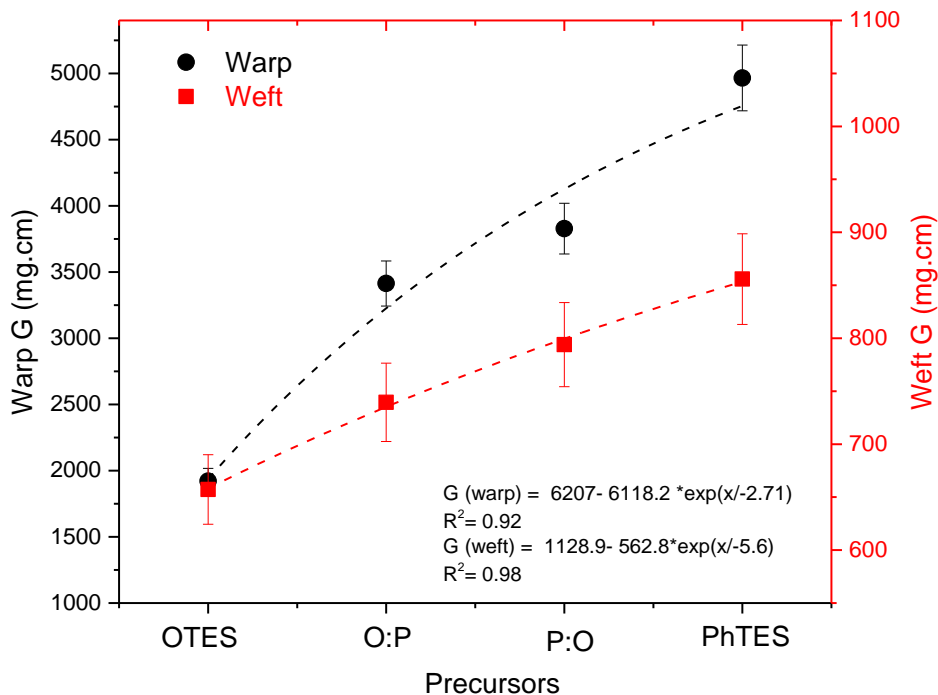 Warp
Weft
5000
4500
4000
3500
3000
2500
2000
1500
1000
Warp G (mg.cm)
1100
1000
900
800
700
600
Weft G (mg.cm)
G (warp) = 6207- 6118.2 *exp(x/-2.71)
R²= 0.92
G (weft) = 1128.9- 562.8*exp(x/-5.6)
R²= 0.98
OTES O:P P:O PhTES
Precursors